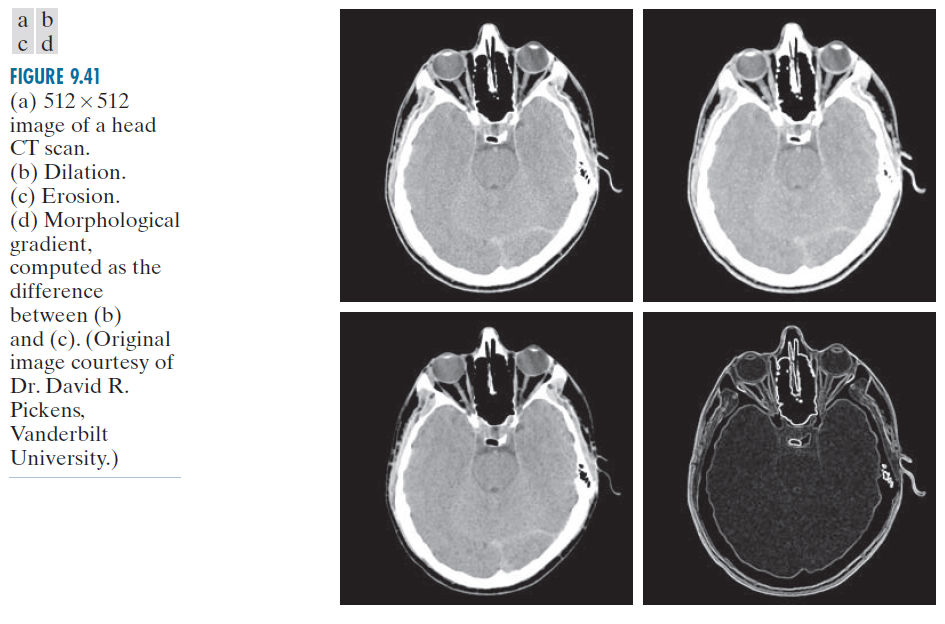 a b
c d
FIGURE 9.41
(a) 512 × 512
image of a head
CT scan.
(b) Dilation.
(c) Erosion.
(d) Morphological
gradient,
computed as the
difference
between (b)
and (c). (Original
image courtesy of
Dr. David R.
Pickens,
Vanderbilt
University.)